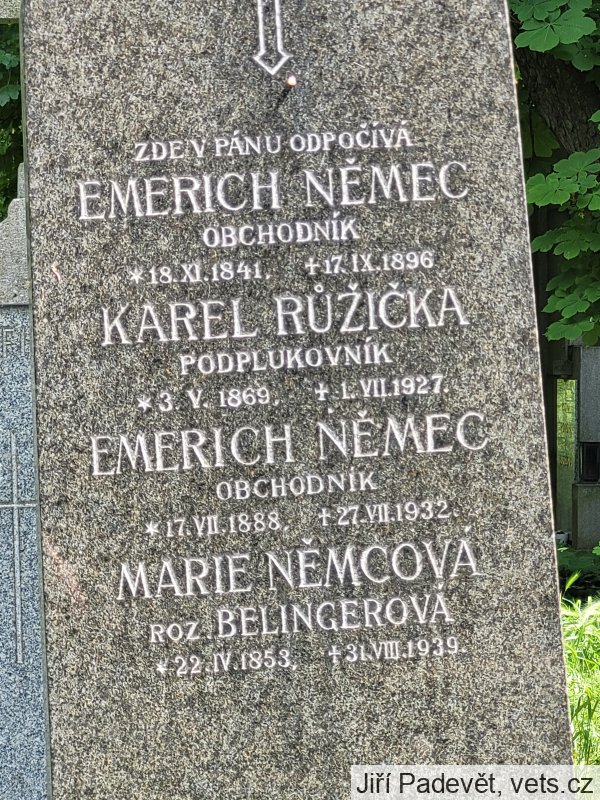 ZDE V PÁNU ODPOČÍVÁ
EMERICH NĚMEC
OBCHODNÍK
*18.XI.1841. †17.IX.1896
KAREL RŮŽIČKA
PODPLUKOVNÍK
*3.V.1869. †1.VII.1927.
EMERICH NĚMEC
OBCHODNÍK
*17.VII.1888. †27.VII.1932.
MARIE NĚMCOVÁ
ROZ. BELINGEROVÁ
*22.IV.1853. †31.VIII.1939.
Jiří Padevět, vets.cz